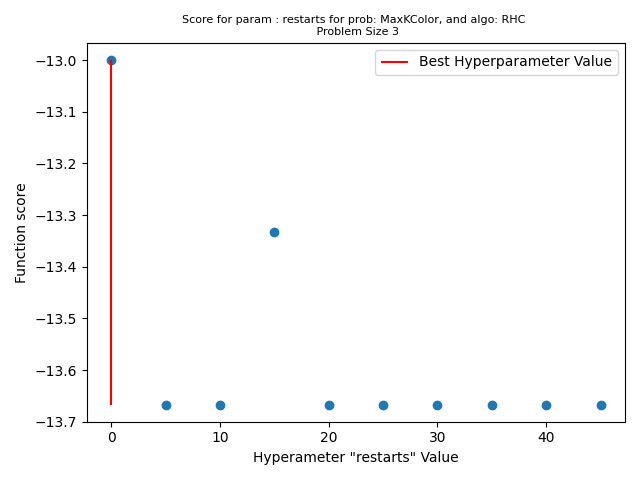 Score for param : restarts for prob: MaxKColor, and algo: RHC
Problem Size 3
Best Hyperparameter Value
Function score
−13.0
−13.1
−13.2
−13.3
−13.4
−13.5
−13.6
−13.7
0 10 20 30 40
Hyperameter "restarts" Value